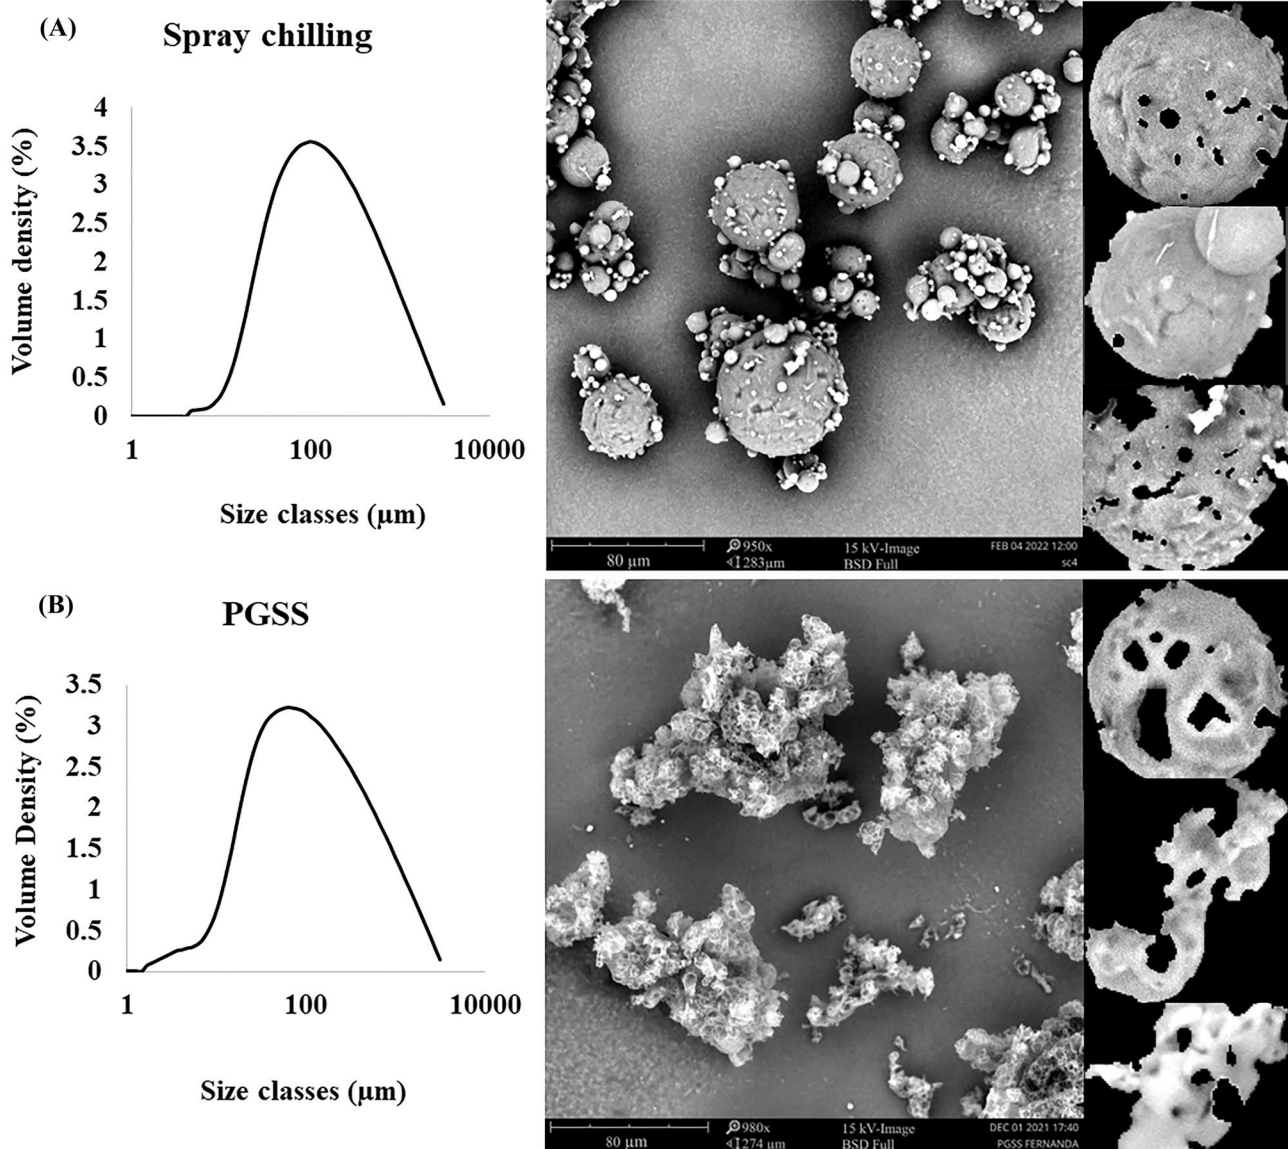 (A)
Spray chilling
Volume density (%)
4
3.5
3
2.5
2
1.5
1
0.5
0
1
100
10000
Size classes (µm)
80 µm
950x
283µm
15 kV-Image
BSD Full
FEB 04 2022 12:00
sc4
(B)
PGSS
Volume Density (%)
3.5
3
2.5
2
1.5
1
0.5
0
1
100
10000
Size classes (µm)
80 µm
980x
274 µm
15 kV-Image
BSD Full
DEC 01 2021 17:40
PGSS FERNANDA